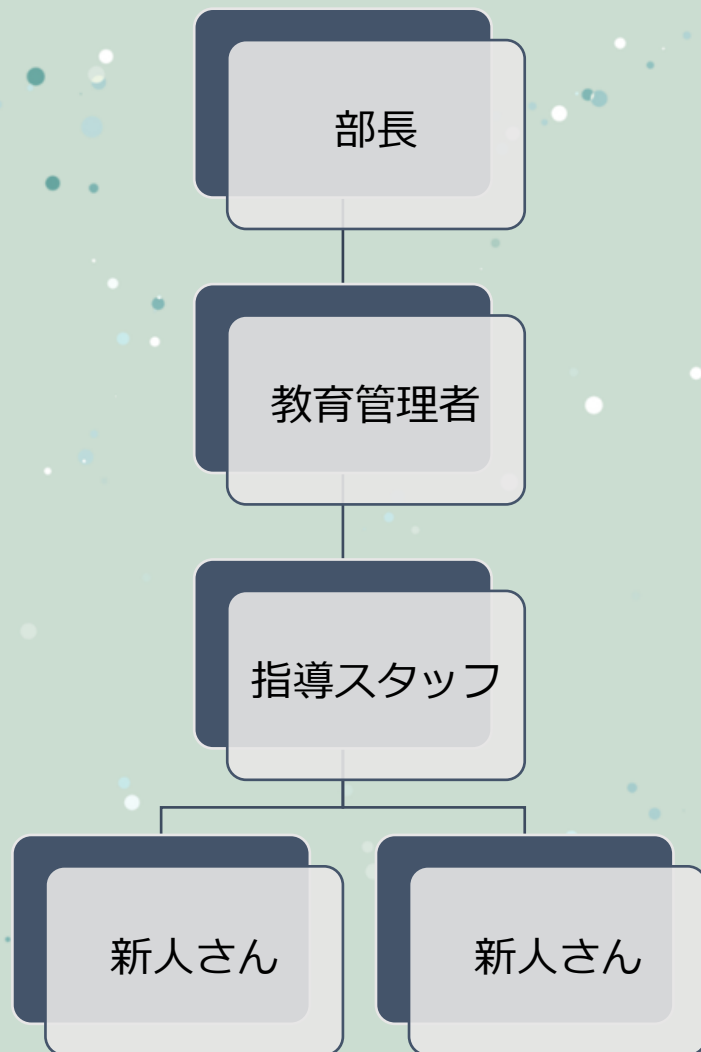 部長
教育管理者
指導スタッフ
新人さん
新人さん